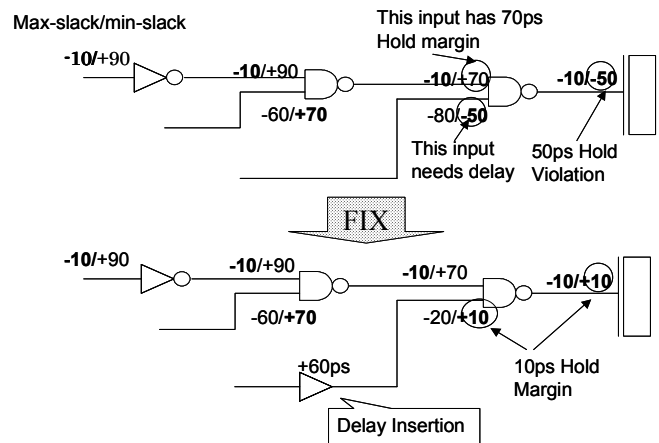 Max-slack/min-slack
This input has 70ps
Hold margin
-10/+90
-10/+90
-10/+70
-10/-50
-60/+70
-80/-50
This input
needs delay
50ps Hold
Violation
FIX
-10/+90
-10/+90
-10/+70
-10/+10
-60/+70
-20/+10
+60ps
10ps Hold
Margin
Delay Insertion